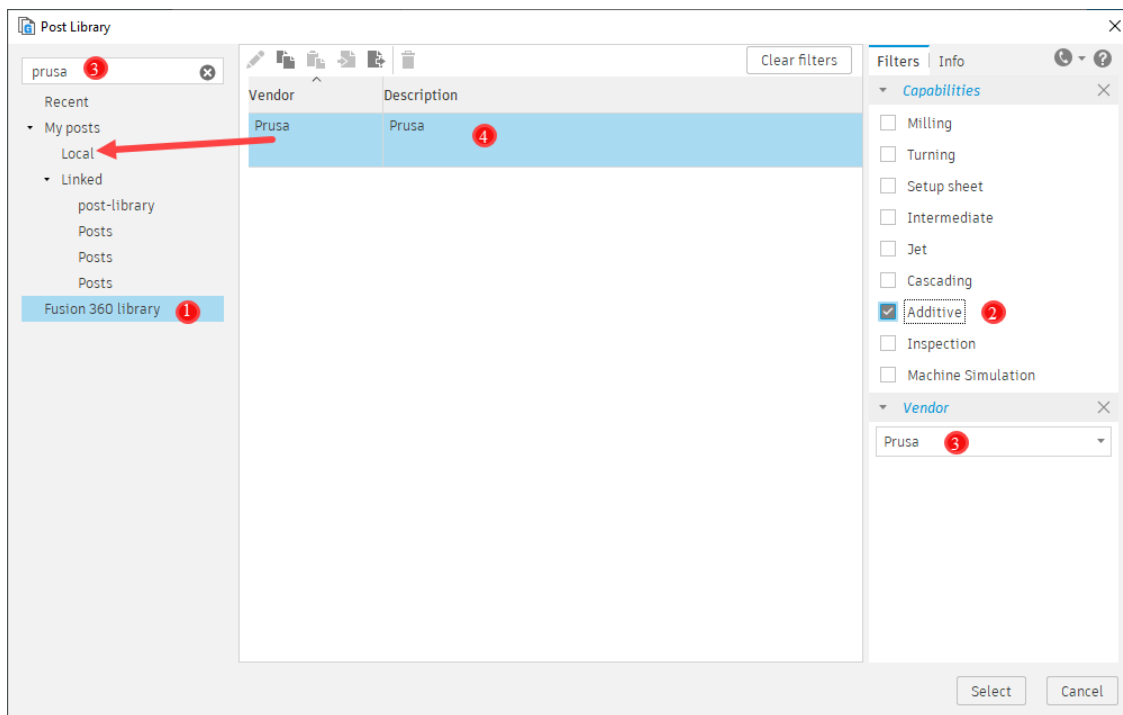 Post Library
prusa 3
Recent
My posts
Local
Linked
post-library
Posts
Posts
Posts
Fusion 360 library 1
Clear filters
Vendor Description
Prusa Prusa 4
Filters Info
Capabilities
Milling
Turning
Setup sheet
Intermediate
Jet
Cascading
Additive 2
Inspection
Machine Simulation
Vendor
Prusa 3
Select Cancel